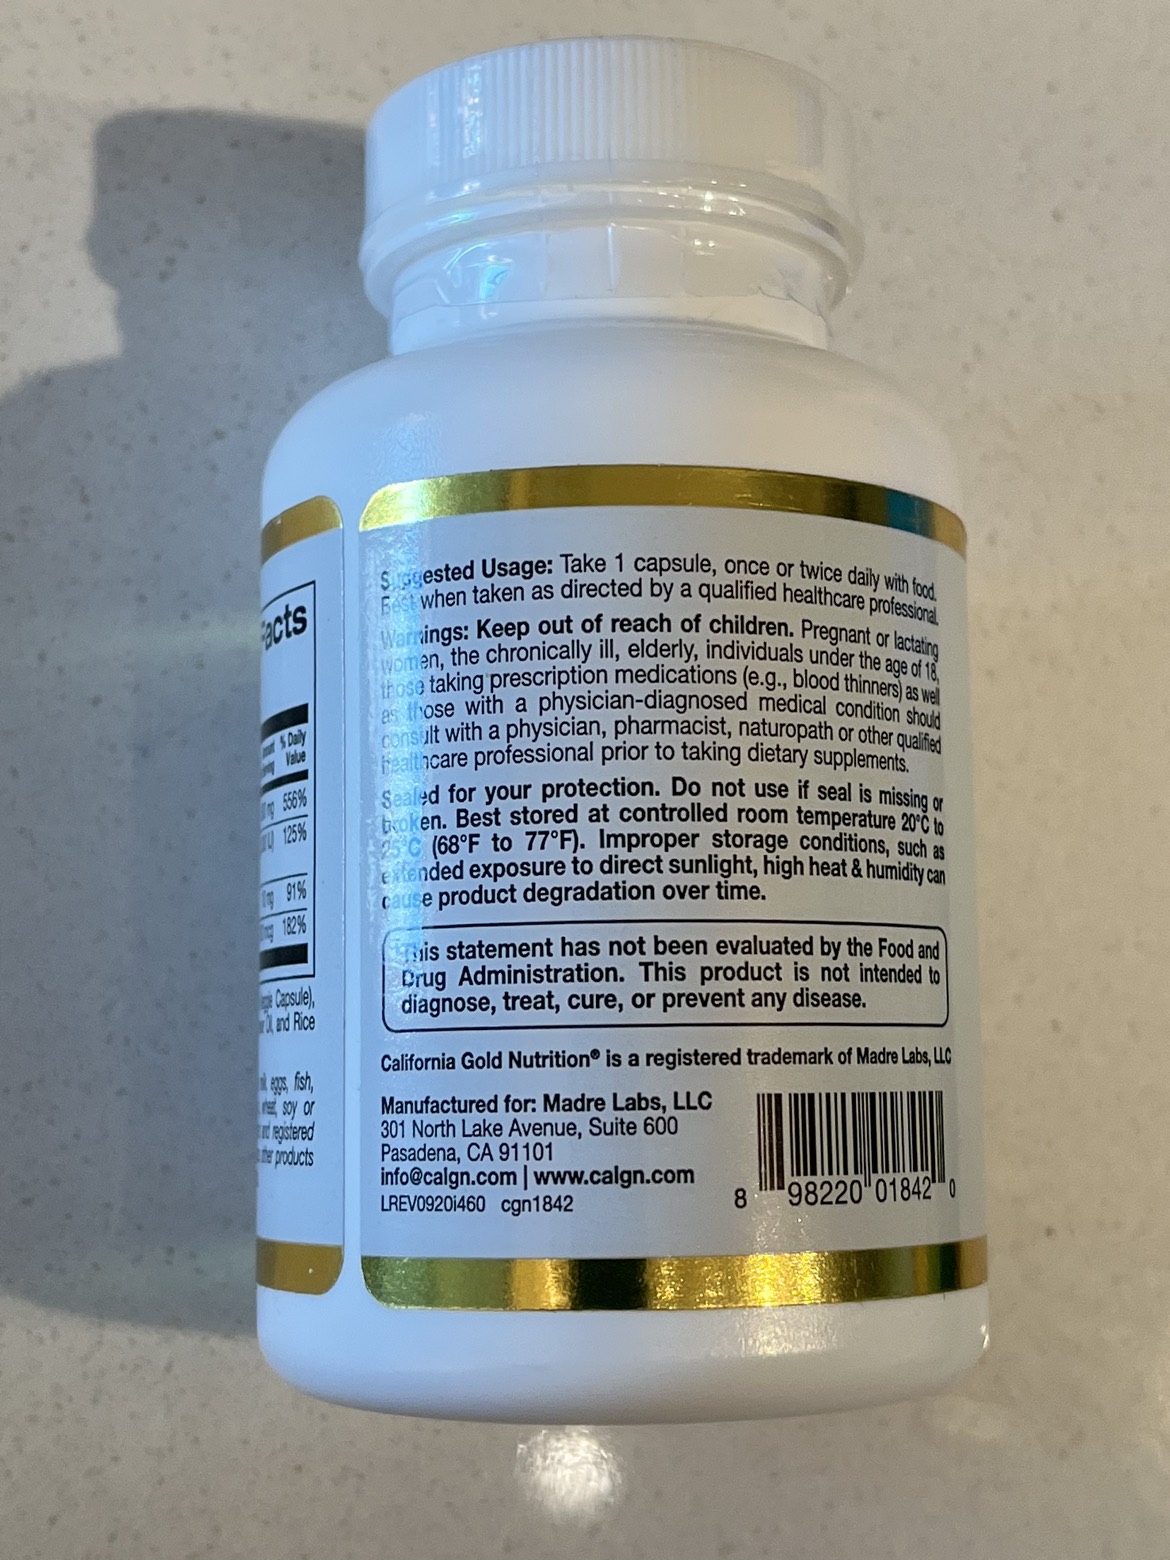 Facts
% Daily
Value
mg 556%
125%
mg 91%
mcg 182%
Capsule),
Oil, and Rice
eggs, fish,
wheat, soy or
and registered
other products
Suggested Usage: Take 1 capsule, once or twice daily with food.
Best when taken as directed by a qualified healthcare professional.
Warnings: Keep out of reach of children. Pregnant or lactating
women, the chronically ill, elderly, individuals under the age of 18,
those taking prescription medications (e.g., blood thinners) as well
as those with a physician-diagnosed medical condition should
consult with a physician, pharmacist, naturopath or other qualified
healthcare professional prior to taking dietary supplements.
Sealed for your protection. Do not use if seal is missing or
broken. Best stored at controlled room temperature 20°C to
25°C (68°F to 77°F). Improper storage conditions, such as
extended exposure to direct sunlight, high heat & humidity can
cause product degradation over time.
This statement has not been evaluated by the Food and
Drug Administration. This product is not intended to
diagnose, treat, cure, or prevent any disease.
California Gold Nutrition® is a registered trademark of Madre Labs, LLC
Manufactured for: Madre Labs, LLC
301 North Lake Avenue, Suite 600
Pasadena, CA 91101
info@calgn.com | www.calgn.com
LREV0920i460 cgn1842
8 98220 01842 0